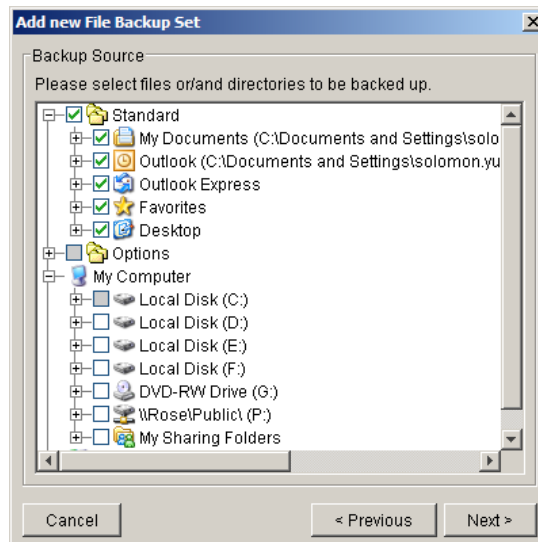 Add new File Backup Set
Backup Source
Please select files or/and directories to be backed up.
Standard
My Documents (C:\Documents and Settings\solo
Outlook (C:\Documents and Settings\solomon.yu
Outlook Express
Favorites
Desktop
Options
My Computer
Local Disk (C:)
Local Disk (D:)
Local Disk (E:)
Local Disk (F:)
DVD-RW Drive (G:)
\\Rose\Public\ (P:)
My Sharing Folders
Cancel
< Previous
Next >